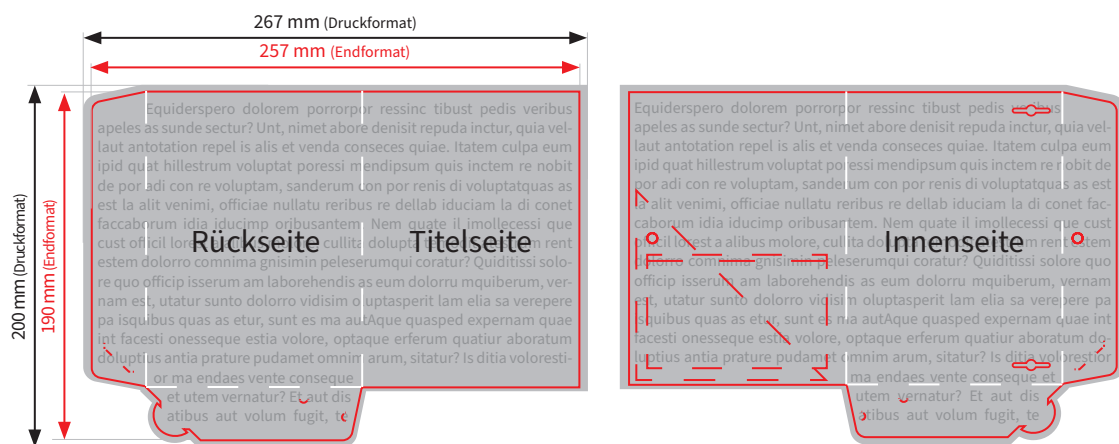 267 mm (Druckformat)
257 mm (Endformat)
200 mm (Druckformat)
190 mm (Endformat)
Equiderspero dolorem porrorpor ressinc tibust pedis veribus
apeles as sunde sectur? Unt, nimet abore denisit repuda inctur, quia vel-
laut antotation repel is alis et venda conseces quiae. Itatem culpa eum
ipid quat hillestrum voluptat poressi mendipsum quis inctem re nobit
de por adi con re voluptam, sanderum con por renis di voluptatquas as
est la alit venimi, officiae nullatu reribus re dellab iduciam la di conet
faccaborum idia iducimp oribusantem. Nem quate il imollecessi que
cust officil cullita rent
Rückseite
Titelseite
estem dolorro comnima gnisimin peleserumqui coratur? Quiditissi solo-
re quo officip isserum am laborehendis as eum dolorru mquiberum, ver-
nam est, utatur sunto dolorro vidisim oluptasperit lam elia sa verepere
pa isquibus quas as etur, sunt es ma autAque quasped expernam quae
int facesti onesseque estia volore, optaque erferum quatiur aboratum
doluptius antia prature pudamet omnim arum, sitatur? Is ditia voloresti-
or ma endaes vente conseque
et utem vernatur? Et aut dis
atibus aut volum fugit, te
Equiderspero dolorem porrorpor ressinc tibust pedis veribus
apeles as sunde sectur? Unt, nimet abore denisit repuda inctur, quia vel-
laut antotation repel is alis et venda conseces quiae. Itatem culpa eum
ipid quat hillestrum voluptat poressi mendipsum quis inctem re nobit de
por adi con re voluptam, sanderum con por renis di voluptatquas as est
la alit venimi, officiae nullatu reribus re dellab iduciam la di conet fac-
caborum idia iducimp oribusantem. Nem quate il imollecessi que cust
officil lorest a alibus molore, cullita rent estem
Innenseite
dolorro comnima gnisimin peleserumqui coratur? Quiditissi solore quo
officip isserum am laborehendis as eum dolorru mquiberum, vernam
est, utatur sunto dolorro vidisim oluptasperit lam elia sa verepere pa
isquibus quas as etur, sunt es ma autAque quasped expernam quae int
facesti onesseque estia volore, optaque erferum quatiur aboratum do-
luptius antia prature pudamet omnim arum, sitatur? Is ditia volorestior
ma endaes vente conseque et
utem vernatur? Et aut dis
atibus aut volum fugit, te